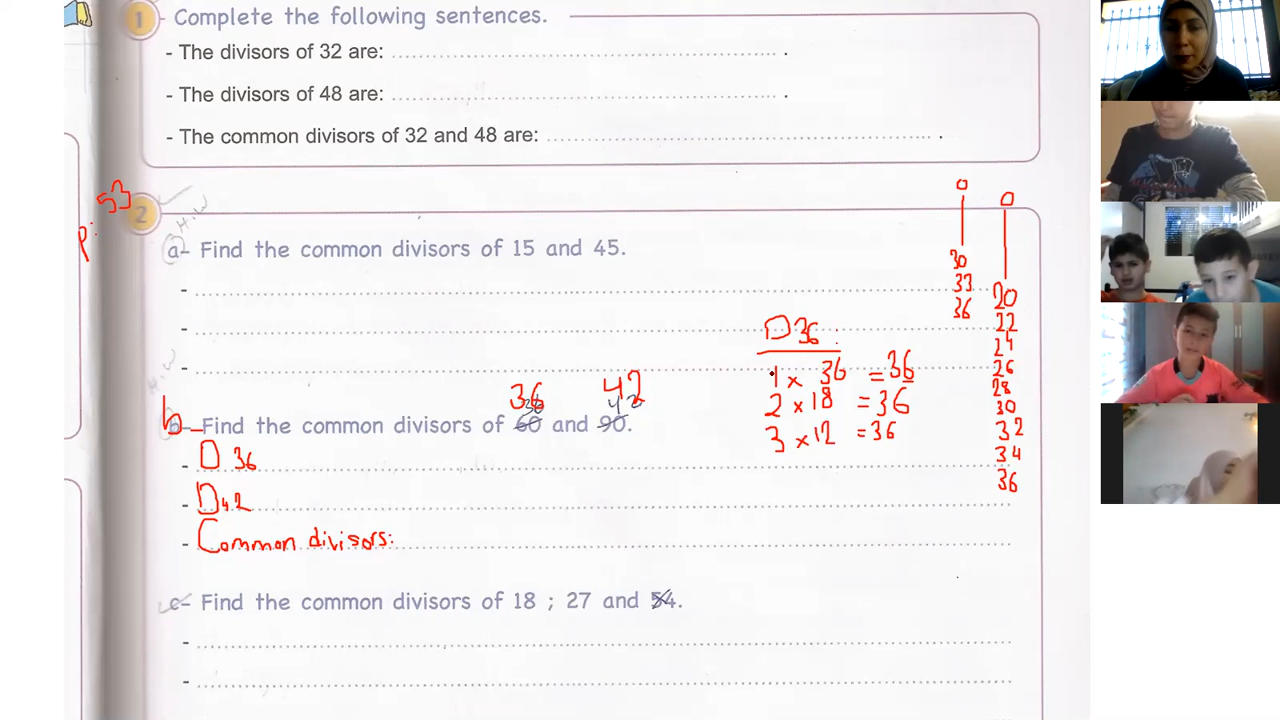 1 Complete the following sentences.
- The divisors of 32 are: .
- The divisors of 48 are: .
- The common divisors of 32 and 48 are: .
p: 53
2
H.W
a- Find the common divisors of 15 and 45.
-
-
-
H.W
36 42
36 42
b- Find the common divisors of 60 and 90.
- D 36
- D42
- Common divisors:
c- Find the common divisors of 18 ; 27 and 54.
-
-
D 36
1 x 36 = 36
2 x 18 = 36
3 x 12 = 36
0
30
33
36
0
20
22
24
26
28
30
32
34
36